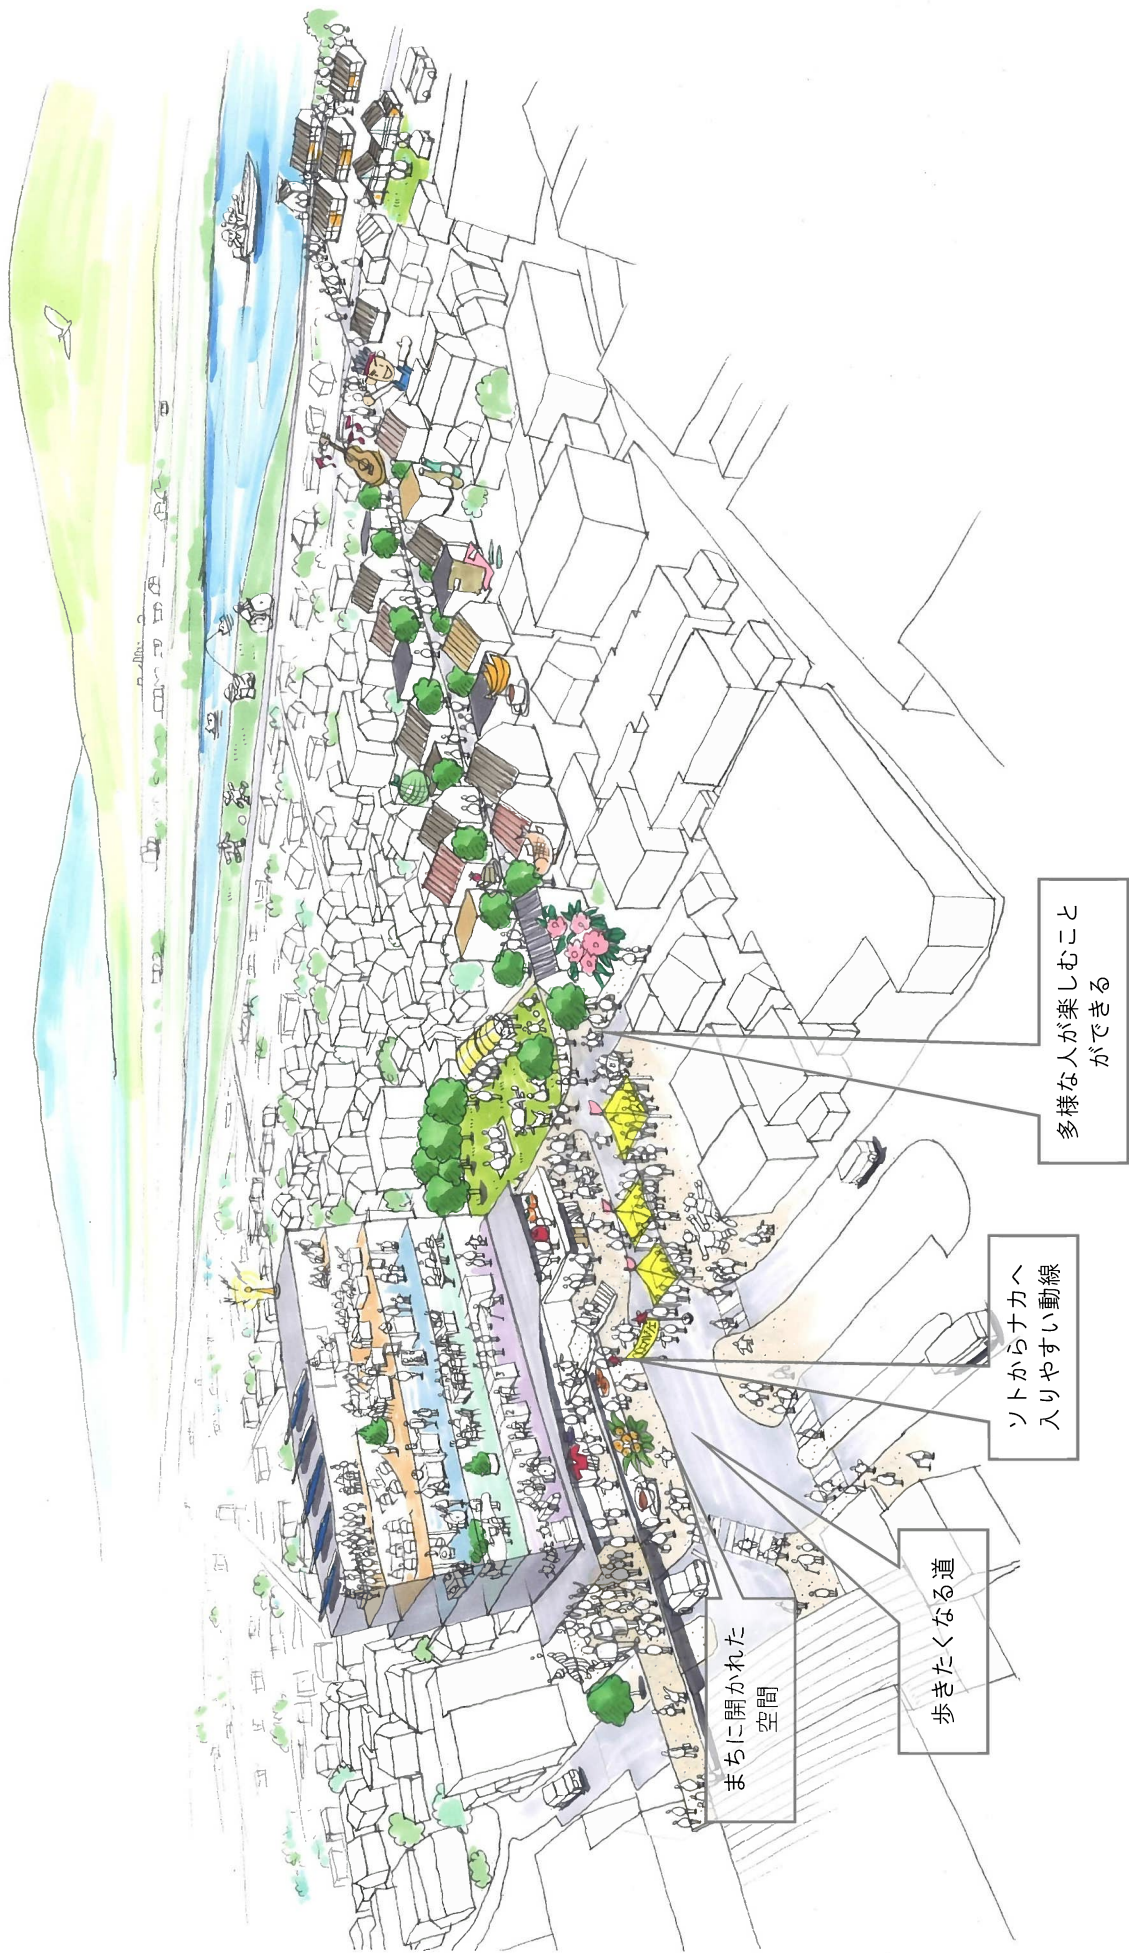 まちに開かれた
空間
歩きたくなる道
ソトからナカへ
入りやすい動線
多様な人が楽しむこと
ができる